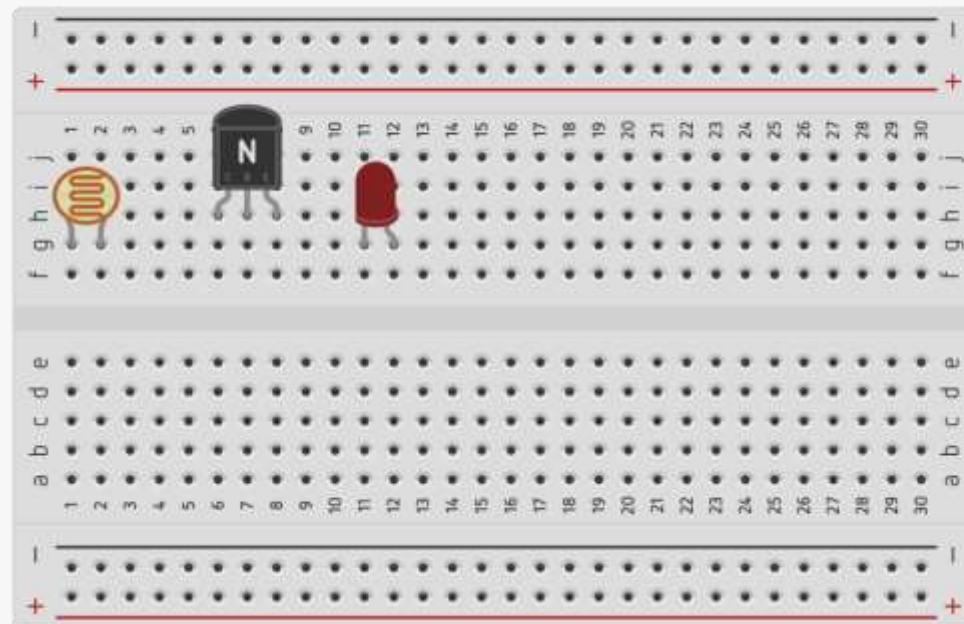 − −
+ +
1 2 3 4 5 9 10 11 12 13 14 15 16 17 18 19 20 21 22 23 24 25 26 27 28 29 30
j j
N
i i
h h
g g
f f
e e
d d
c c
b b
a a
1 2 3 4 5 6 7 8 9 10 11 12 13 14 15 16 17 18 19 20 21 22 23 24 25 26 27 28 29 30
− −
+ +